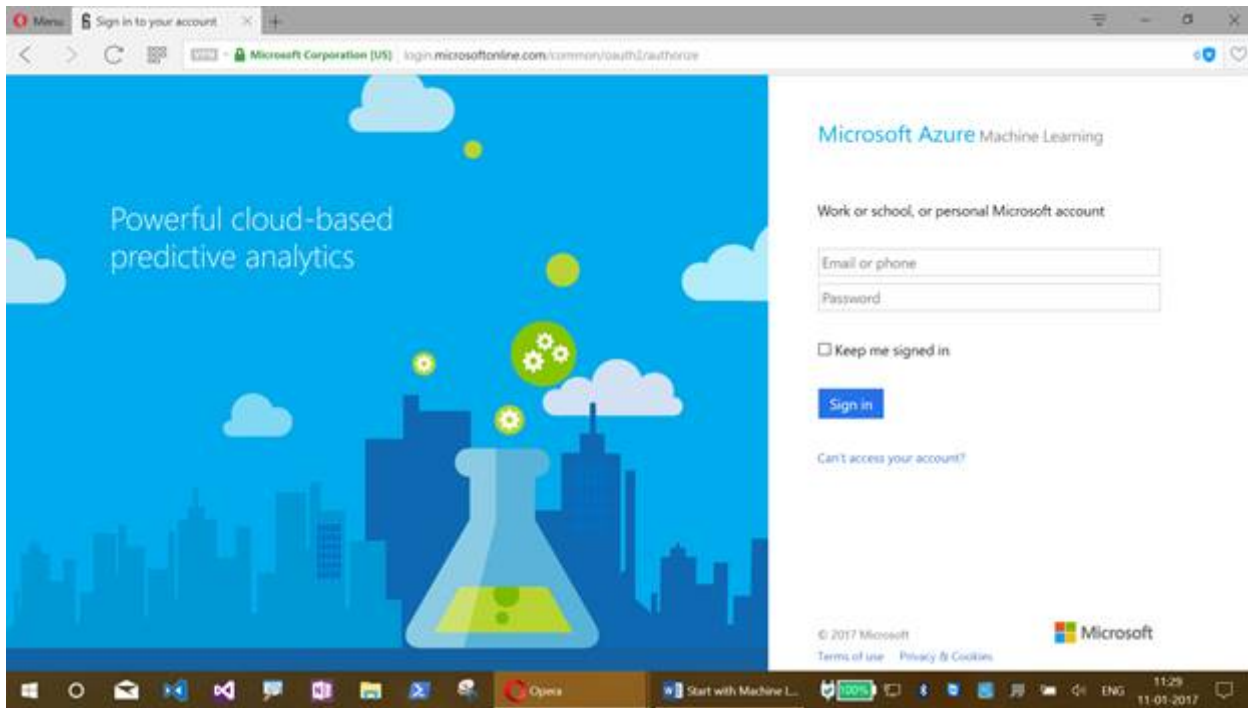 Menu
Sign in to your account
VPN
Microsoft Corporation [US]
login.microsoftonline.com/common/oauth2/authorize
0
Powerful cloud-based
predictive analytics
Microsoft Azure Machine Learning
Work or school, or personal Microsoft account
Email or phone
Password
Keep me signed in
Sign in
Can't access your account?
© 2017 Microsoft
Microsoft
Terms of use
Privacy & Cookies
Opera
Start with Machine L...
100%
ENG
11:29
11-01-2017